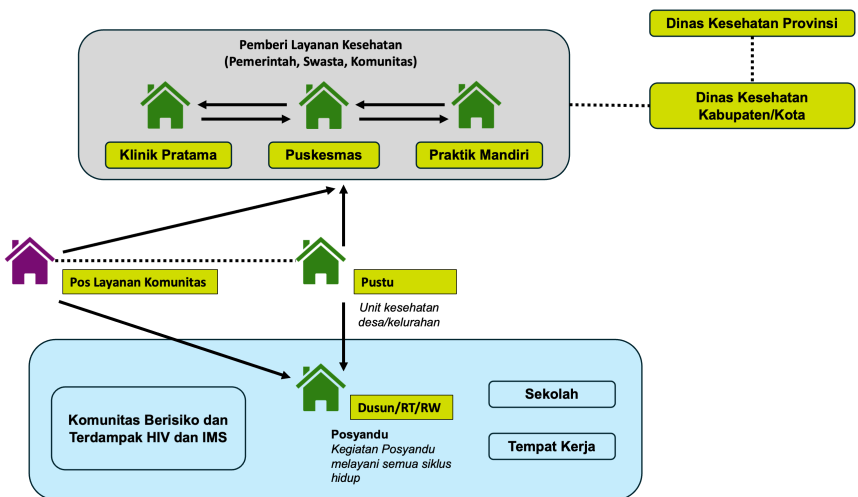 Dinas Kesehatan Provinsi
Pemberi Layanan Kesehatan
(Pemerintah, Swasta, Komunitas)
Dinas Kesehatan
Kabupaten/Kota
Klinik Pratama
Puskesmas
Praktik Mandiri
Pos Layanan Komunitas
Pustu
Unit kesehatan
desa/kelurahan
Komunitas Berisiko dan
Terdampak HIV dan IMS
Dusun/RT/RW
Posyandu
Kegiatan Posyandu
melayani semua siklus
hidup
Sekolah
Tempat Kerja